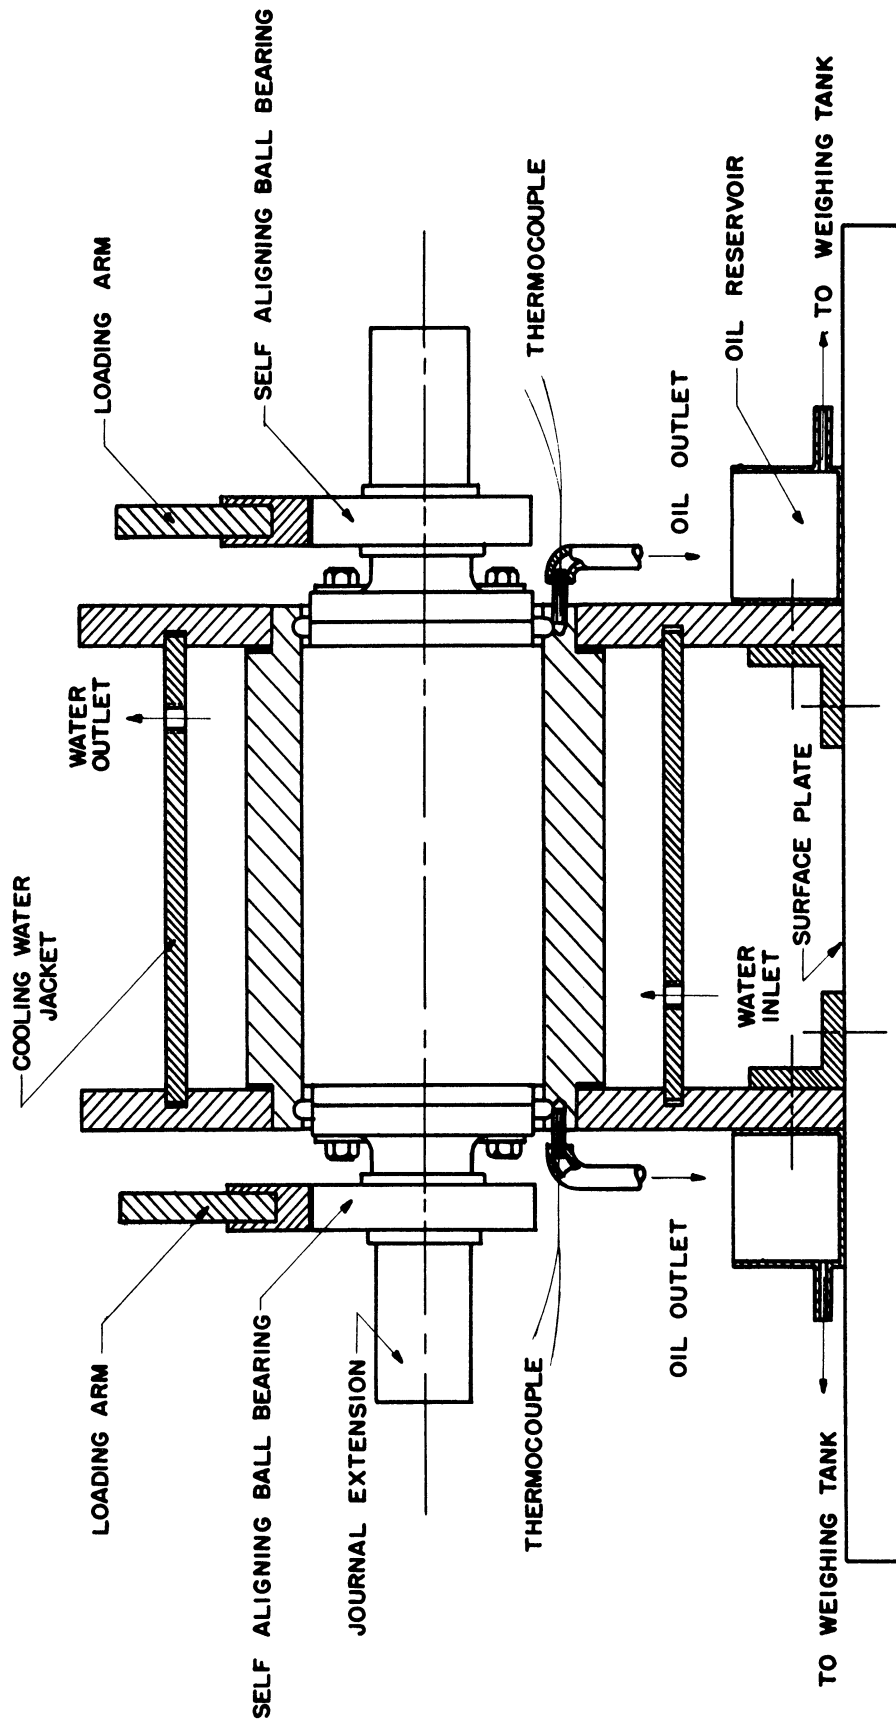 COOLING WATER
JACKET
WATER
OUTLET
LOADING ARM
LOADING ARM
SELF ALIGNING BALL BEARING
SELF ALIGNING BALL BEARING
JOURNAL EXTENSION
THERMOCOUPLE
THERMOCOUPLE
OIL OUTLET
OIL OUTLET
WATER
INLET
OIL RESERVOIR
SURFACE PLATE
TO WEIGHING TANK
TO WEIGHING TANK